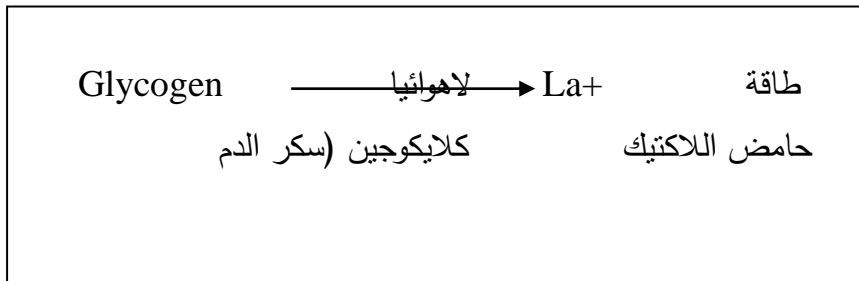 Glycogen لاهوائيا La+ طاقة
كلايكوجين (سكر الدم حامض اللاكتيك